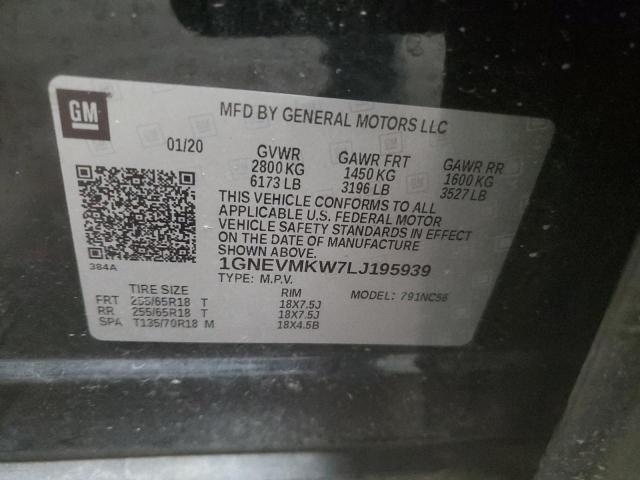 GM
MFD BY GENERAL MOTORS LLC
01/20 GVWR GAWR FRT GAWR RR
2800 KG 1450 KG 1600 KG
6173 LB 3196 LB 3527 LB
THIS VEHICLE CONFORMS TO ALL
APPLICABLE U.S. FEDERAL MOTOR
VEHICLE SAFETY STANDARDS IN EFFECT
ON THE DATE OF MANUFACTURE
SHOWN ABOVE.
384A
1GNEVMKW7LJ195939
TYPE: M.P.V.
TIRE SIZE RIM MODEL: 791NC56
FRT 255/65R18 T 18X7.5J
RR 255/65R18 T 18X7.5J
SPA T135/70R18 M 18X4.5B